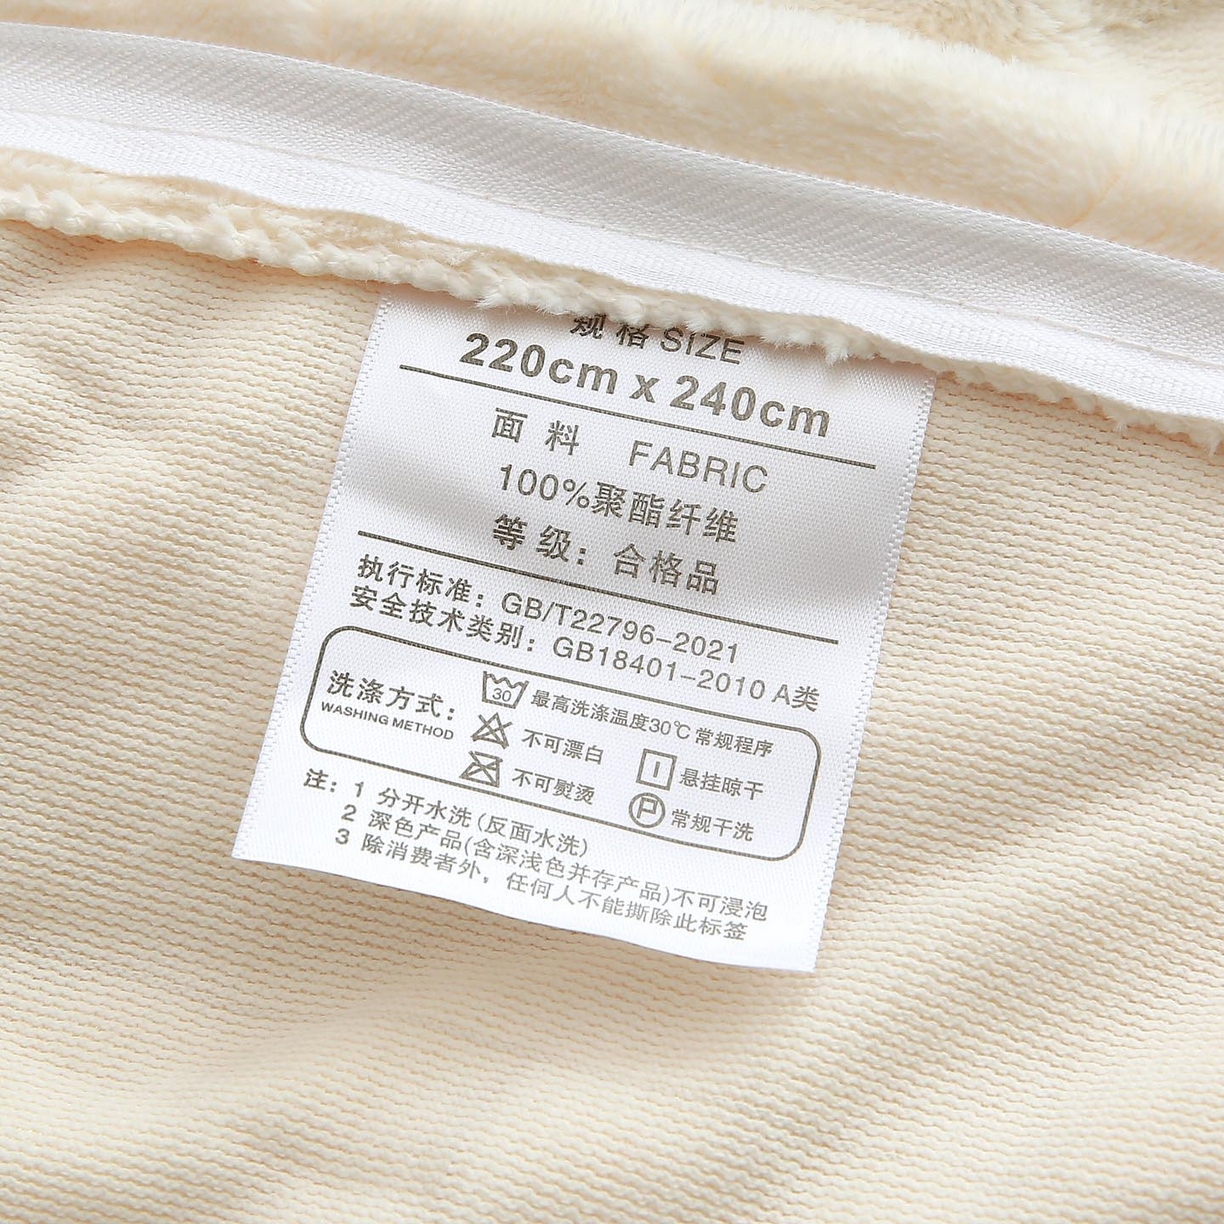 规格 SIZE
220cm x 240cm
面 料 FABRIC
100%聚酯纤维
等 级：合格品
执行标准：GB/T22796-2021
安全技术类别：GB18401-2010 A类
洗涤方式：
WASHING METHOD
30 最高洗涤温度30℃ 常规程序
不可漂白 悬挂晾干
不可熨烫 P 常规干洗
注：1 分开水洗(反面水洗)
2 深色产品(含深浅色并存产品)不可浸泡
3 除消费者外，任何人不能撕除此标签